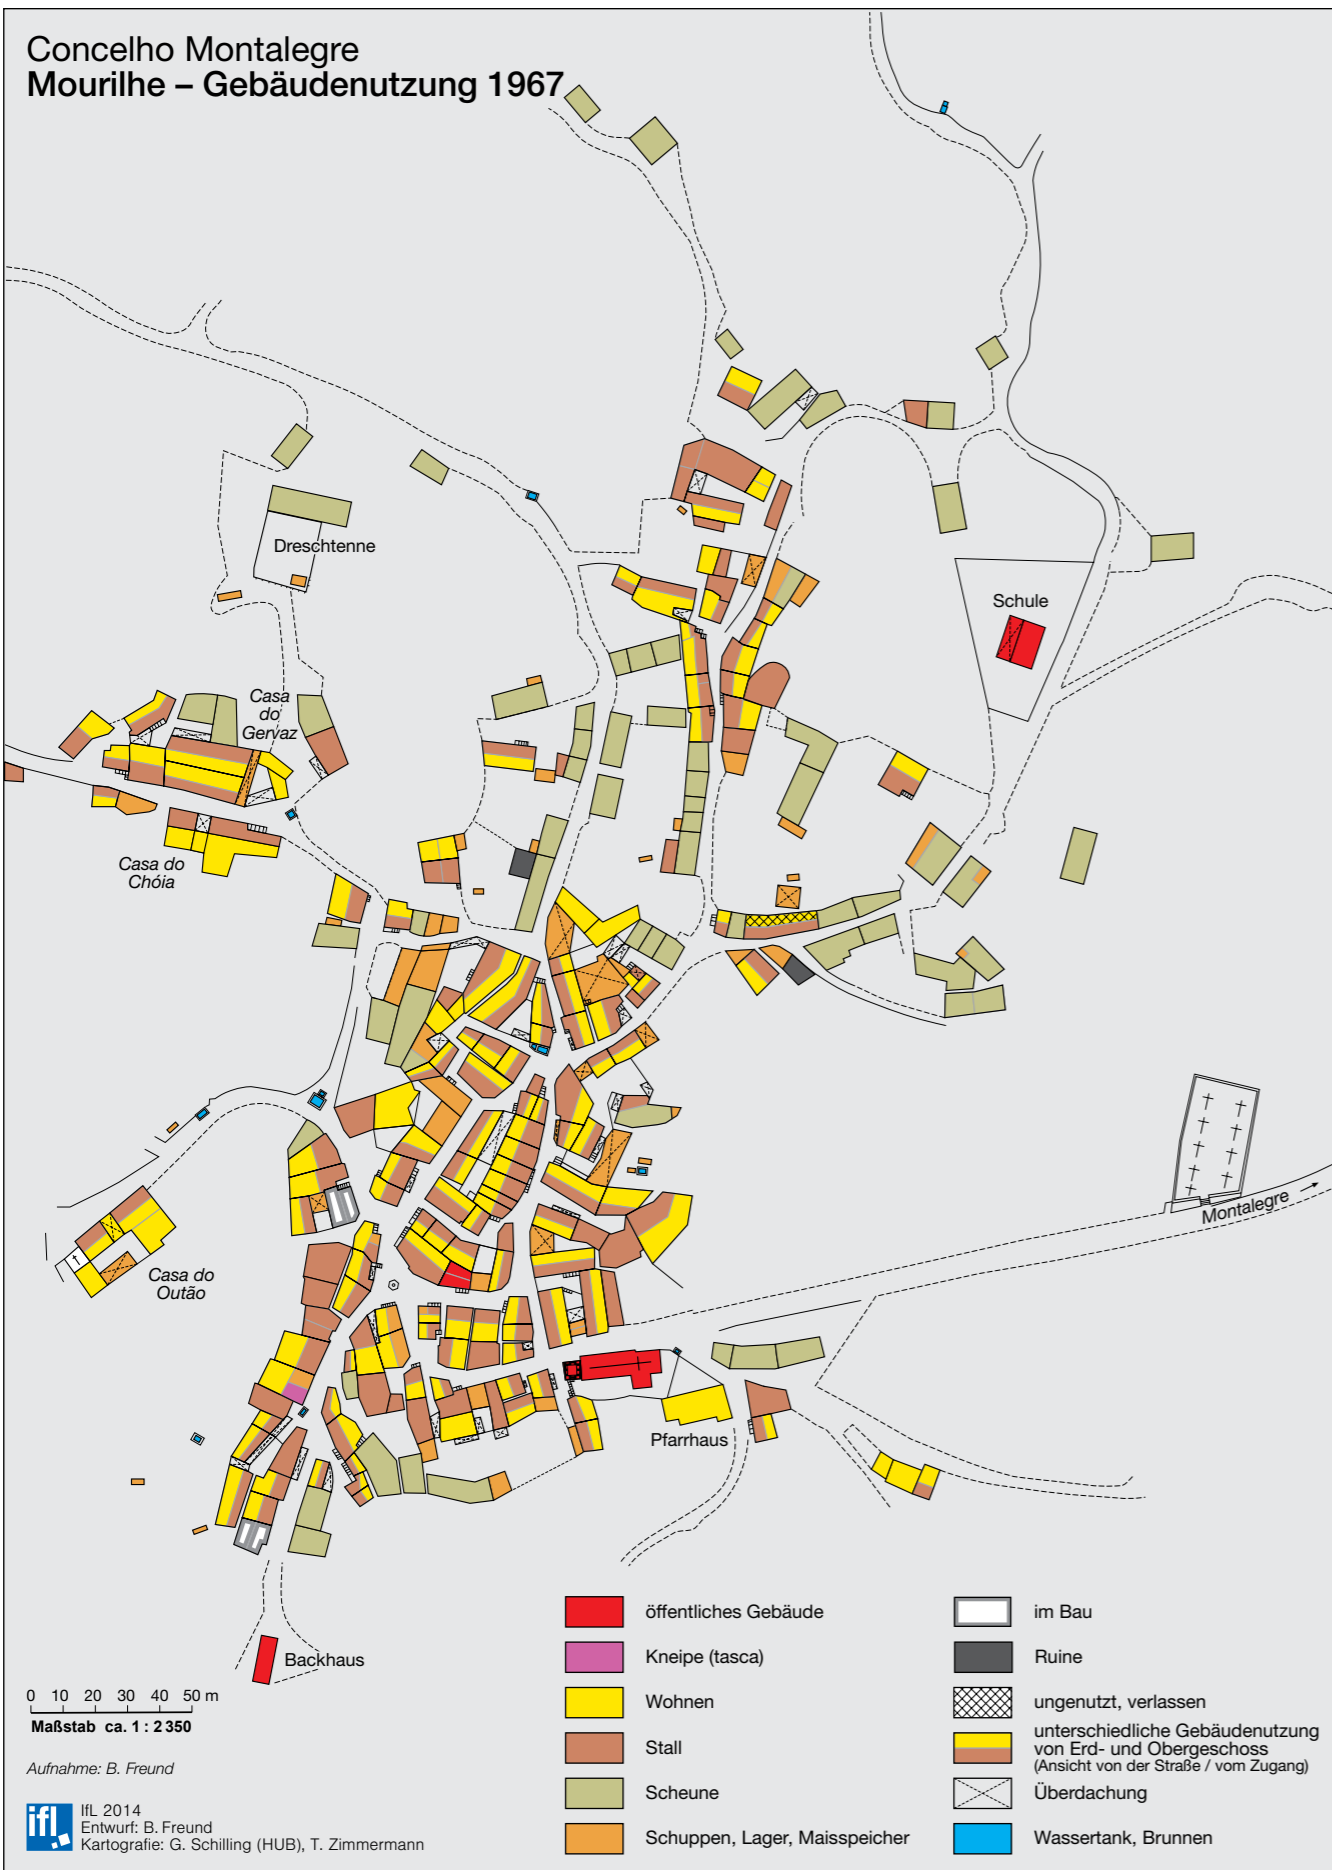 Concelho Montalegre
Mourilhe – Gebäudenutzung 1967
Dreschtenne
Schule
Casa
do
Gervaz
Casa do
Chóia
Montalegre
Casa do
Outão
Pfarrhaus
Backhaus
öffentliches Gebäude
Kneipe (tasca)
Wohnen
Stall
Scheune
Schuppen, Lager, Maisspeicher
im Bau
Ruine
ungenutzt, verlassen
unterschiedliche Gebäudenutzung
von Erd- und Obergeschoss
(Ansicht von der Straße / vom Zugang)
Überdachung
Wassertank, Brunnen
0 10 20 30 40 50 m
Maßstab ca. 1 : 2 350
Aufnahme: B. Freund
ifl
IfL 2014
Entwurf: B. Freund
Kartografie: G. Schilling (HUB), T. Zimmermann